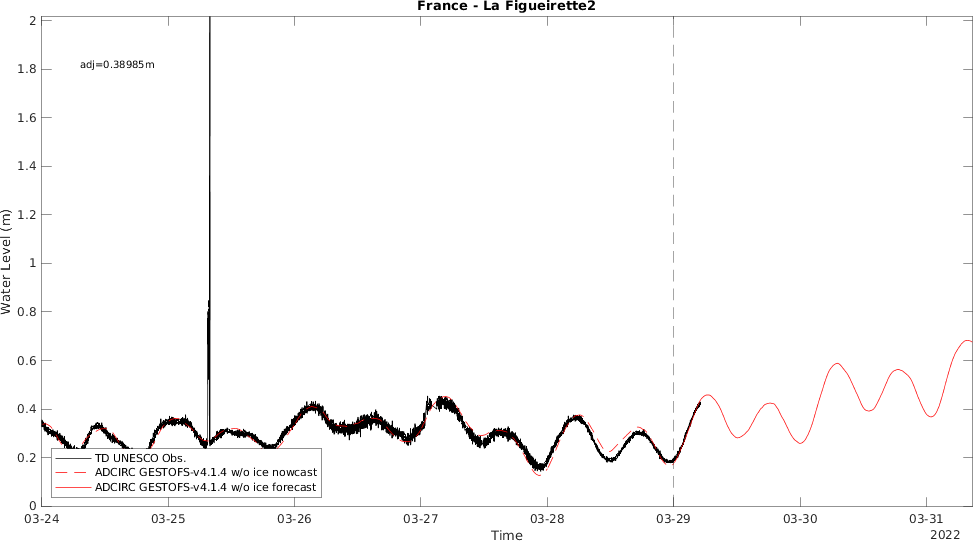 France - La Figueirette2
adj=0.38985m
Water Level (m)
2
1.8
1.6
1.4
1.2
1
0.8
0.6
0.4
0.2
0
TD UNESCO Obs.
ADCIRC GESTOFS-v4.1.4 w/o ice nowcast
ADCIRC GESTOFS-v4.1.4 w/o ice forecast
03-24 03-25 03-26 03-27 03-28 03-29 03-30 03-31
Time
2022